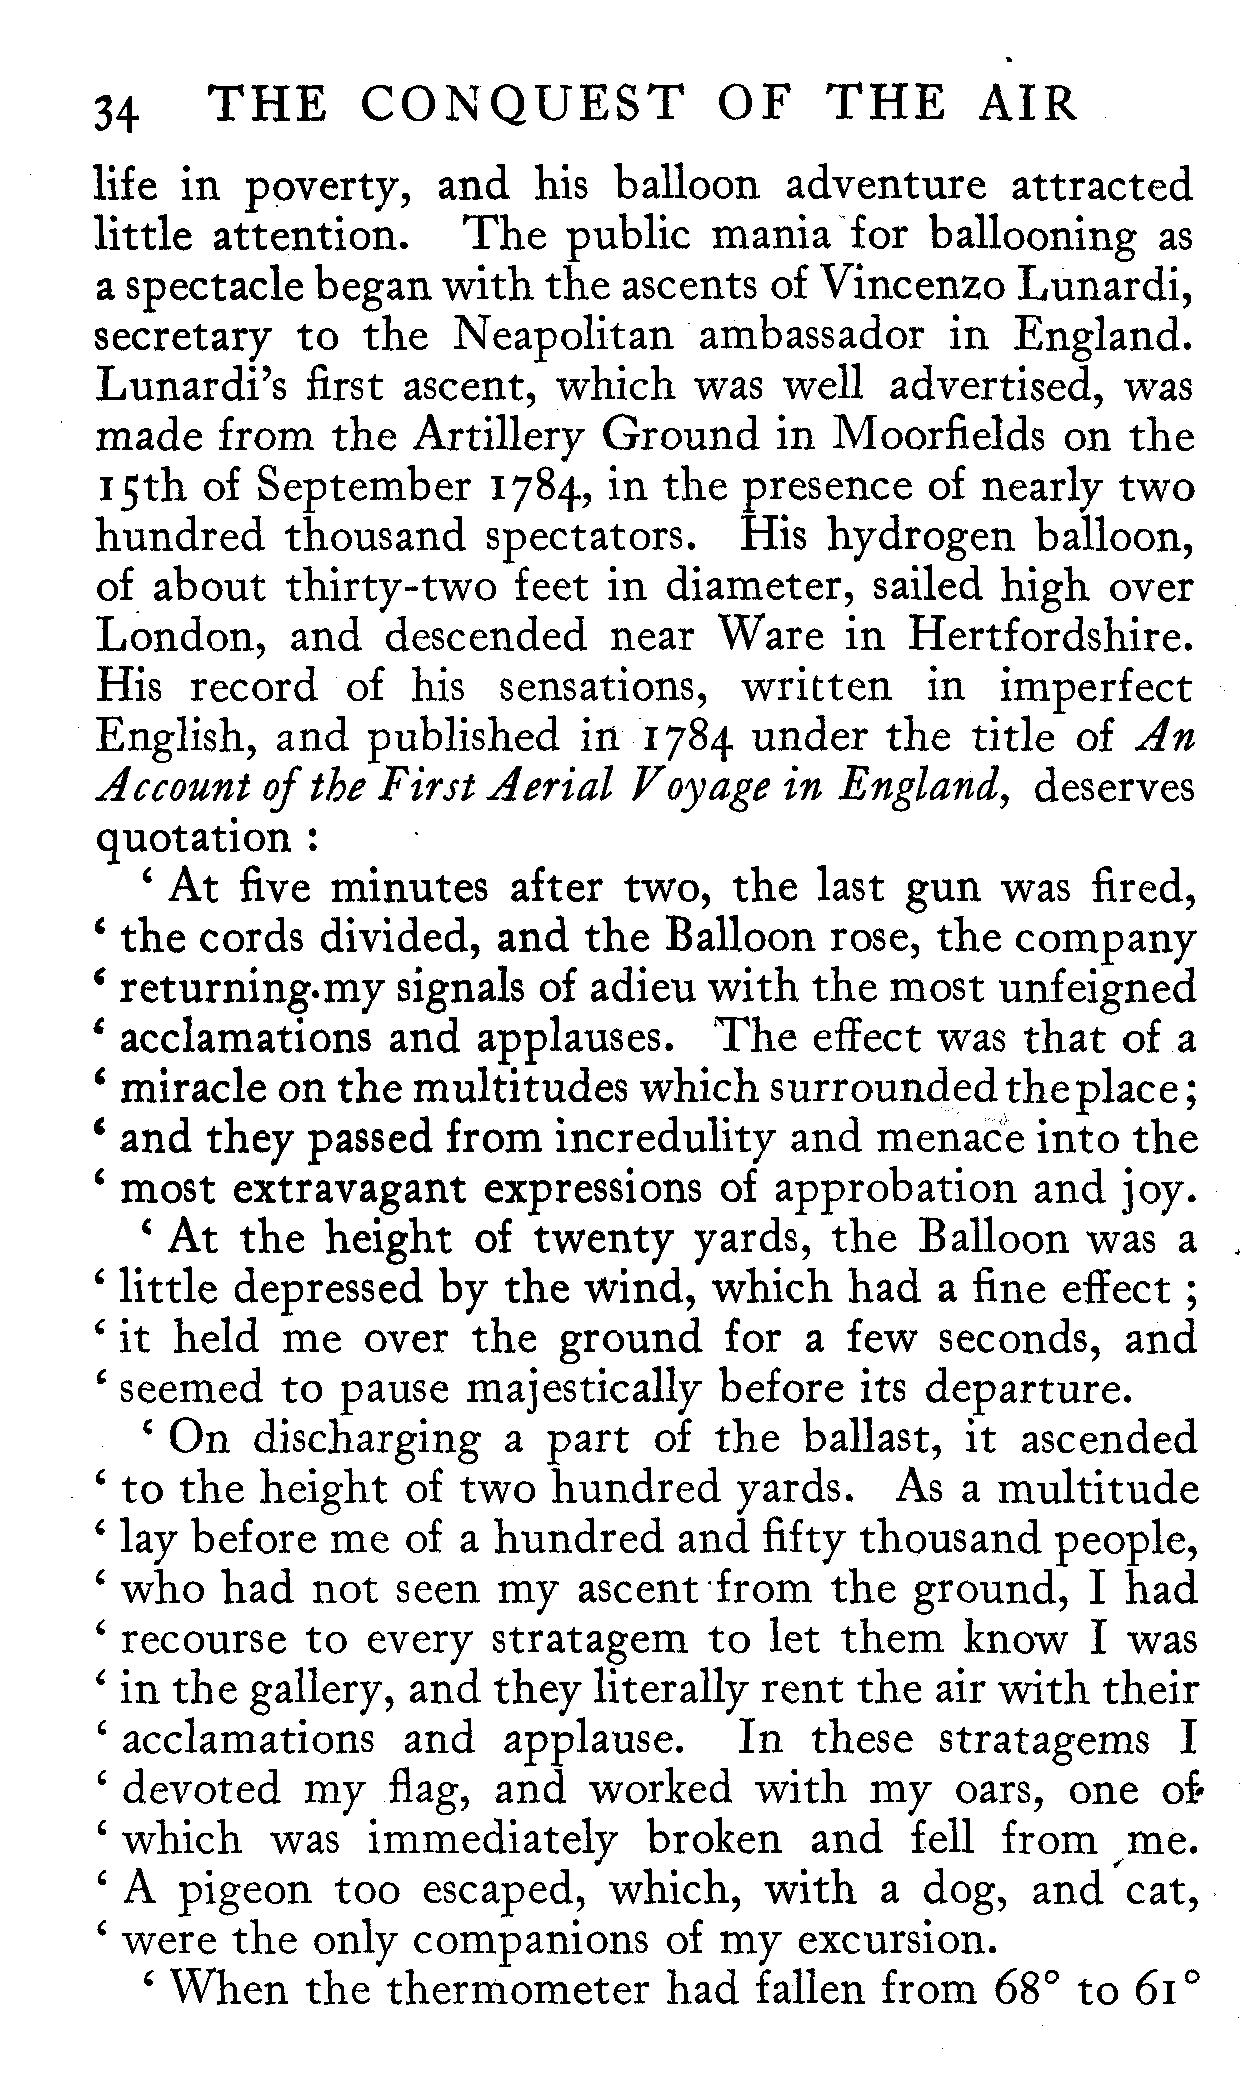 34 THE CONQUEST OF THE AIR
life in poverty, and his balloon adventure attracted
little attention. The public mania for ballooning as
a spectacle began with the ascents of Vincenzo Lunardi,
secretary to the Neapolitan ambassador in England.
Lunardi's first ascent, which was well advertised, was
made from the Artillery Ground in Moorfields on the
15th of September 1784, in the presence of nearly two
hundred thousand spectators. His hydrogen balloon,
of about thirty-two feet in diameter, sailed high over
London, and descended near Ware in Hertfordshire.
His record of his sensations, written in imperfect
English, and published in 1784 under the title of An
Account of the First Aerial Voyage in England, deserves
quotation :
‘ At five minutes after two, the last gun was fired,
‘ the cords divided, and the Balloon rose, the company
‘ returning my signals of adieu with the most unfeigned
‘ acclamations and applauses. The effect was that of a
‘ miracle on the multitudes which surrounded the place;
‘ and they passed from incredulity and menace into the
‘ most extravagant expressions of approbation and joy.
‘ At the height of twenty yards, the Balloon was a
‘ little depressed by the wind, which had a fine effect ;
‘ it held me over the ground for a few seconds, and
‘ seemed to pause majestically before its departure.
‘ On discharging a part of the ballast, it ascended
‘ to the height of two hundred yards. As a multitude
‘ lay before me of a hundred and fifty thousand people,
‘ who had not seen my ascent from the ground, I had
‘ recourse to every stratagem to let them know I was
‘ in the gallery, and they literally rent the air with their
‘ acclamations and applause. In these stratagems I
‘ devoted my flag, and worked with my oars, one of
‘ which was immediately broken and fell from me.
‘ A pigeon too escaped, which, with a dog, and cat,
‘ were the only companions of my excursion.
‘ When the thermometer had fallen from 68° to 61°